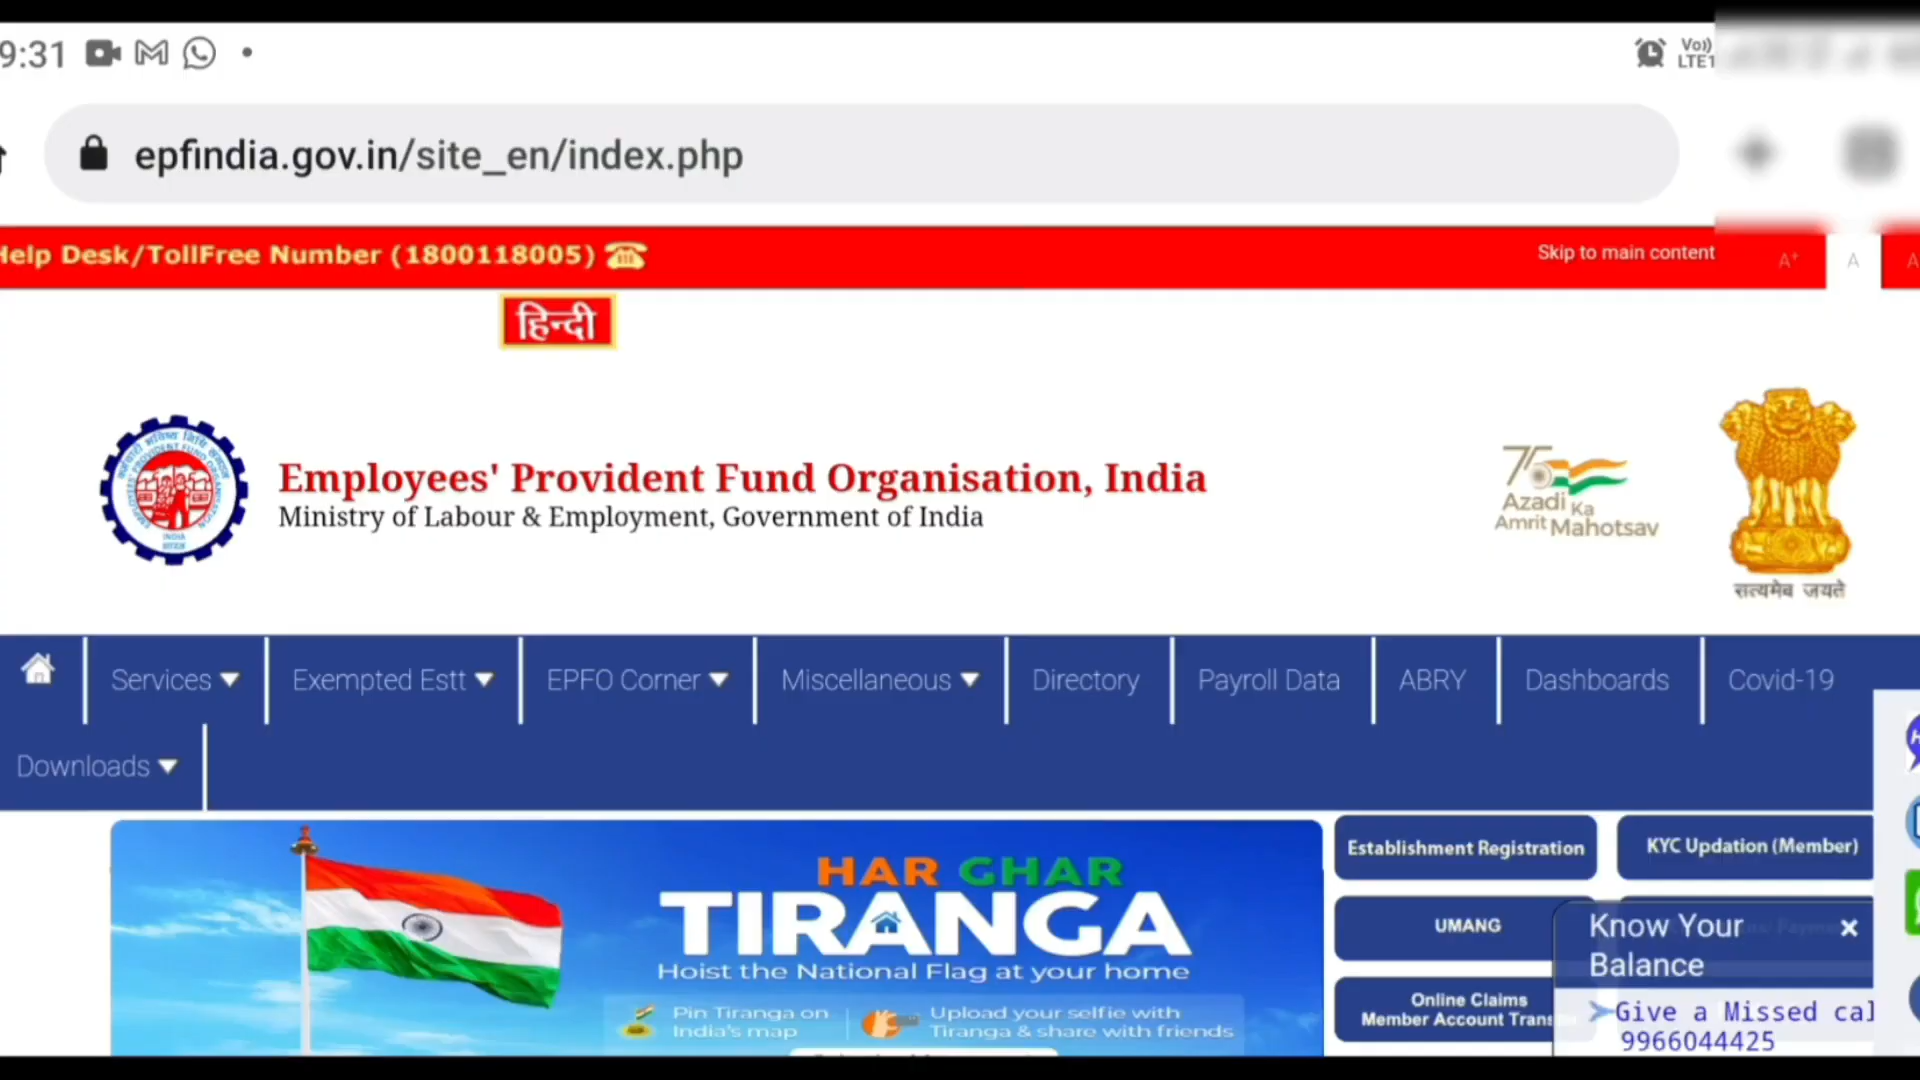 9:31
Vo))
LTE1
epfindia.gov.in/site_en/index.php
Help Desk/TollFree Number (1800118005)
Skip to main content
A+
A
A
हिन्दी
Employees' Provident Fund Organisation, India
Ministry of Labour & Employment, Government of India
75
Azadi Ka
Amrit Mahotsav
सत्यमेव जयते
Services
Exempted Estt
EPFO Corner
Miscellaneous
Directory
Payroll Data
ABRY
Dashboards
Covid-19
Downloads
HAR GHAR
TIRANGA
Hoist the National Flag at your home
Pin Tiranga on
India's map
Upload your selfie with
Tiranga & share with friends
Establishment Registration
KYC Updation (Member)
UMANG
Online Claims
Member Account Trans
Know Your
Balance
Give a Missed cal
9966044425